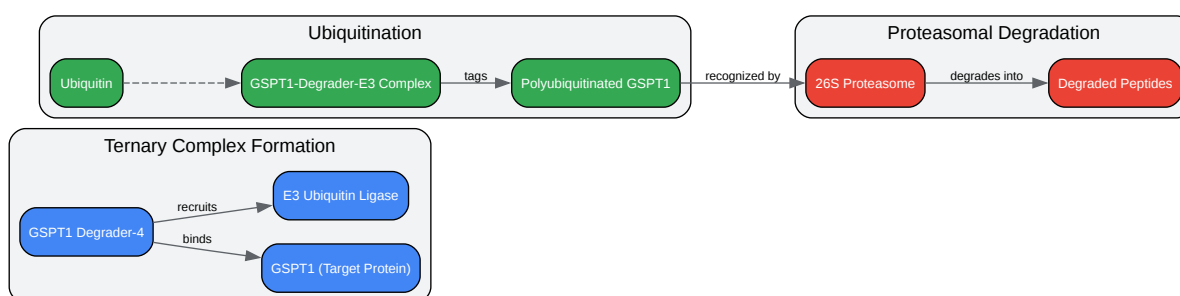 Ubiquitination
Ubiquitin
GSPT1-Degrader-E3 Complex
tags
Polyubiquitinated GSPT1
recognized by
Proteasomal Degradation
26S Proteasome
degrades into
Degraded Peptides
Ternary Complex Formation
GSPT1 Degrader-4
recruits
E3 Ubiquitin Ligase
binds
GSPT1 (Target Protein)